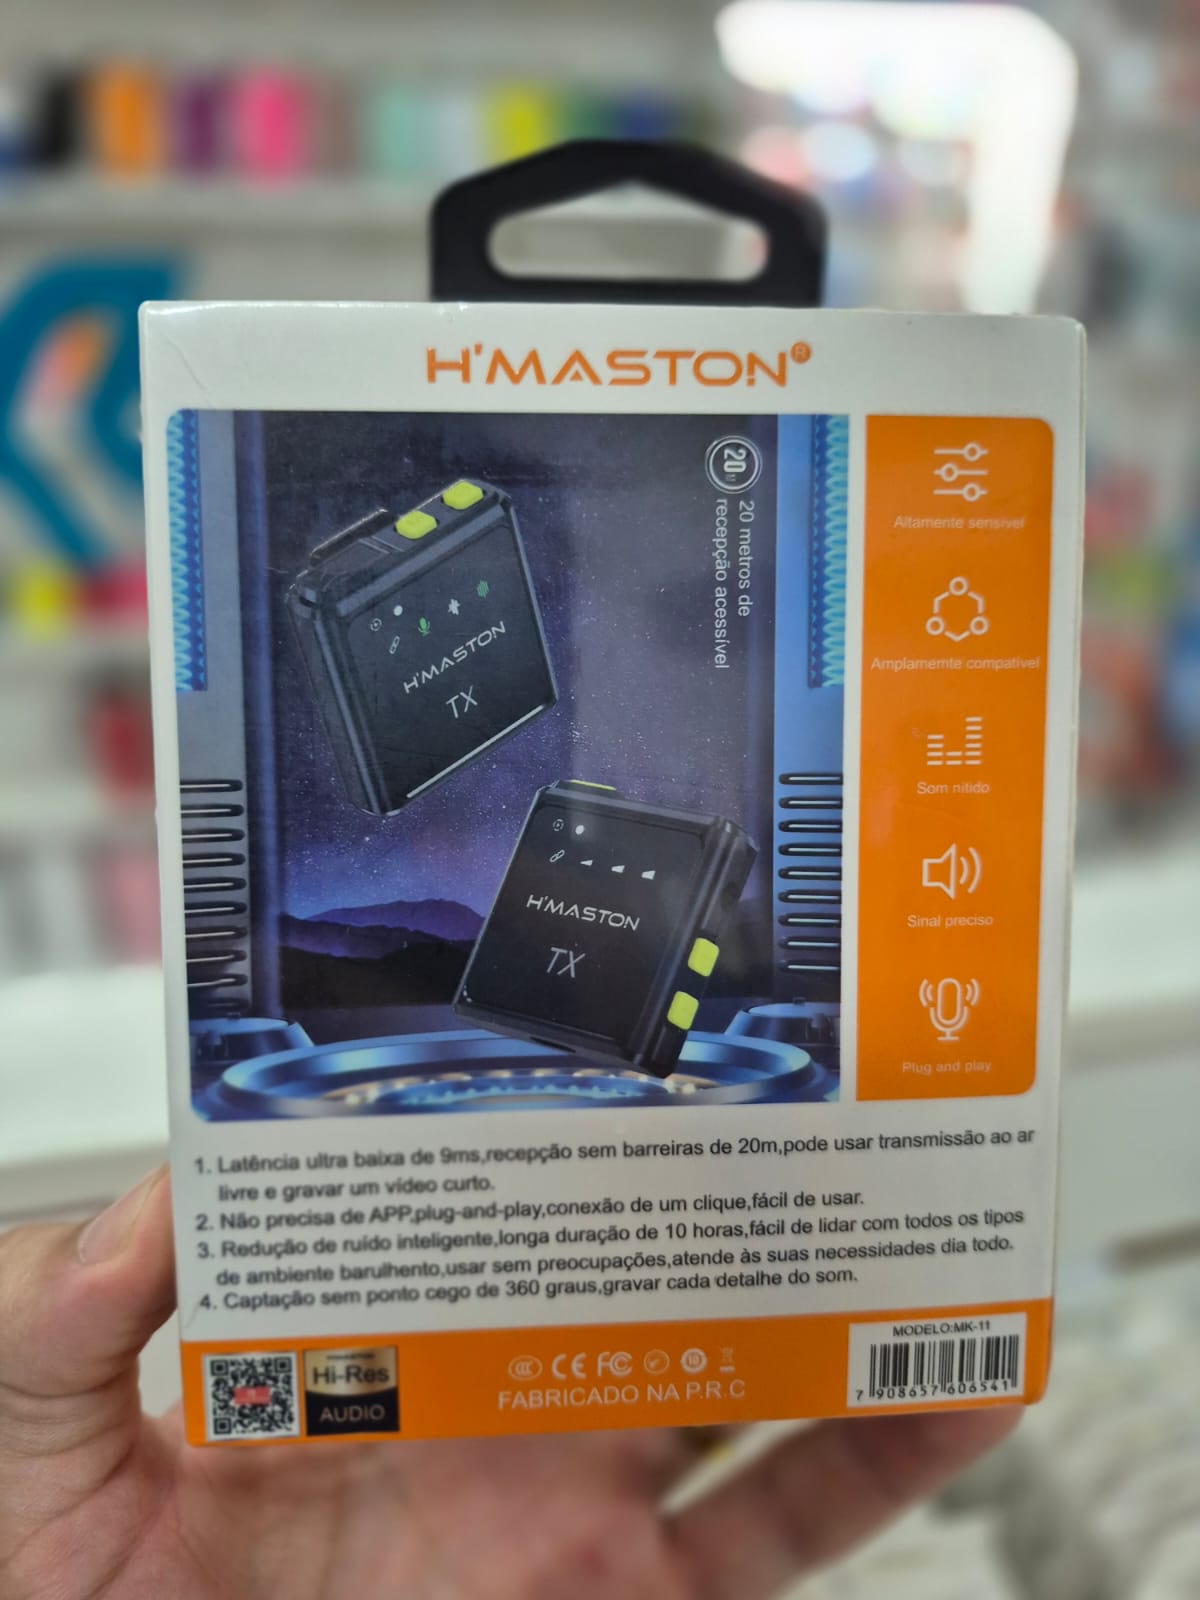 H'MASTON®
20M
20 metros de
recepção acessível
H'MASTON
TX
H'MASTON
TX
Altamente sensível
Amplamemte compatível
Som nítido
Sinal preciso
Plug and play
1. Latência ultra baixa de 9ms,recepção sem barreiras de 20m,pode usar transmissão ao ar
livre e gravar um vídeo curto.
2. Não precisa de APP,plug-and-play,conexão de um clique,fácil de usar.
3. Redução de ruído inteligente,longa duração de 10 horas,fácil de lidar com todos os tipos
de ambiente barulhento,usar sem preocupações,atende às suas necessidades dia todo.
4. Captação sem ponto cego de 360 graus,gravar cada detalhe do som.
Hi-Res
AUDIO
CCC CE FC 10
FABRICADO NA P.R.C
MODELO:MK-11
7 908657 606541